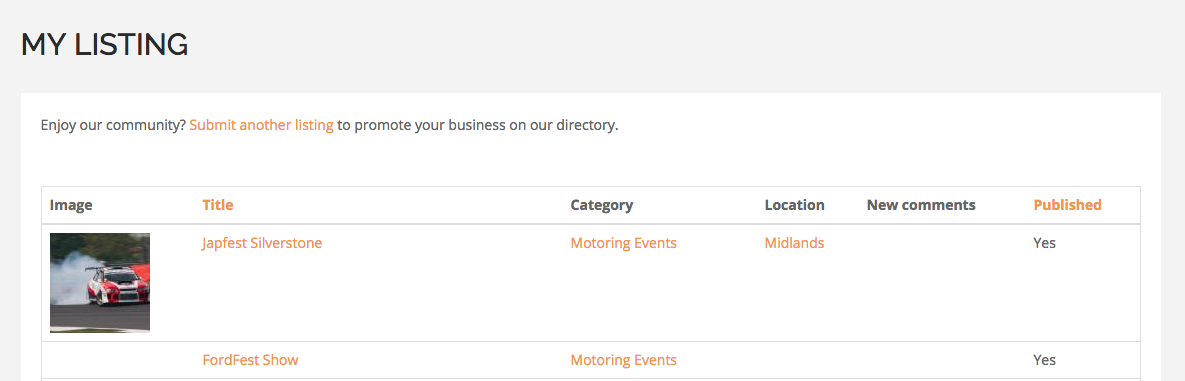 MY LISTING
Enjoy our community? Submit another listing to promote your business on our directory.
Image Title Category Location New comments Published
Japfest Silverstone Motoring Events Midlands Yes
FordFest Show Motoring Events Yes